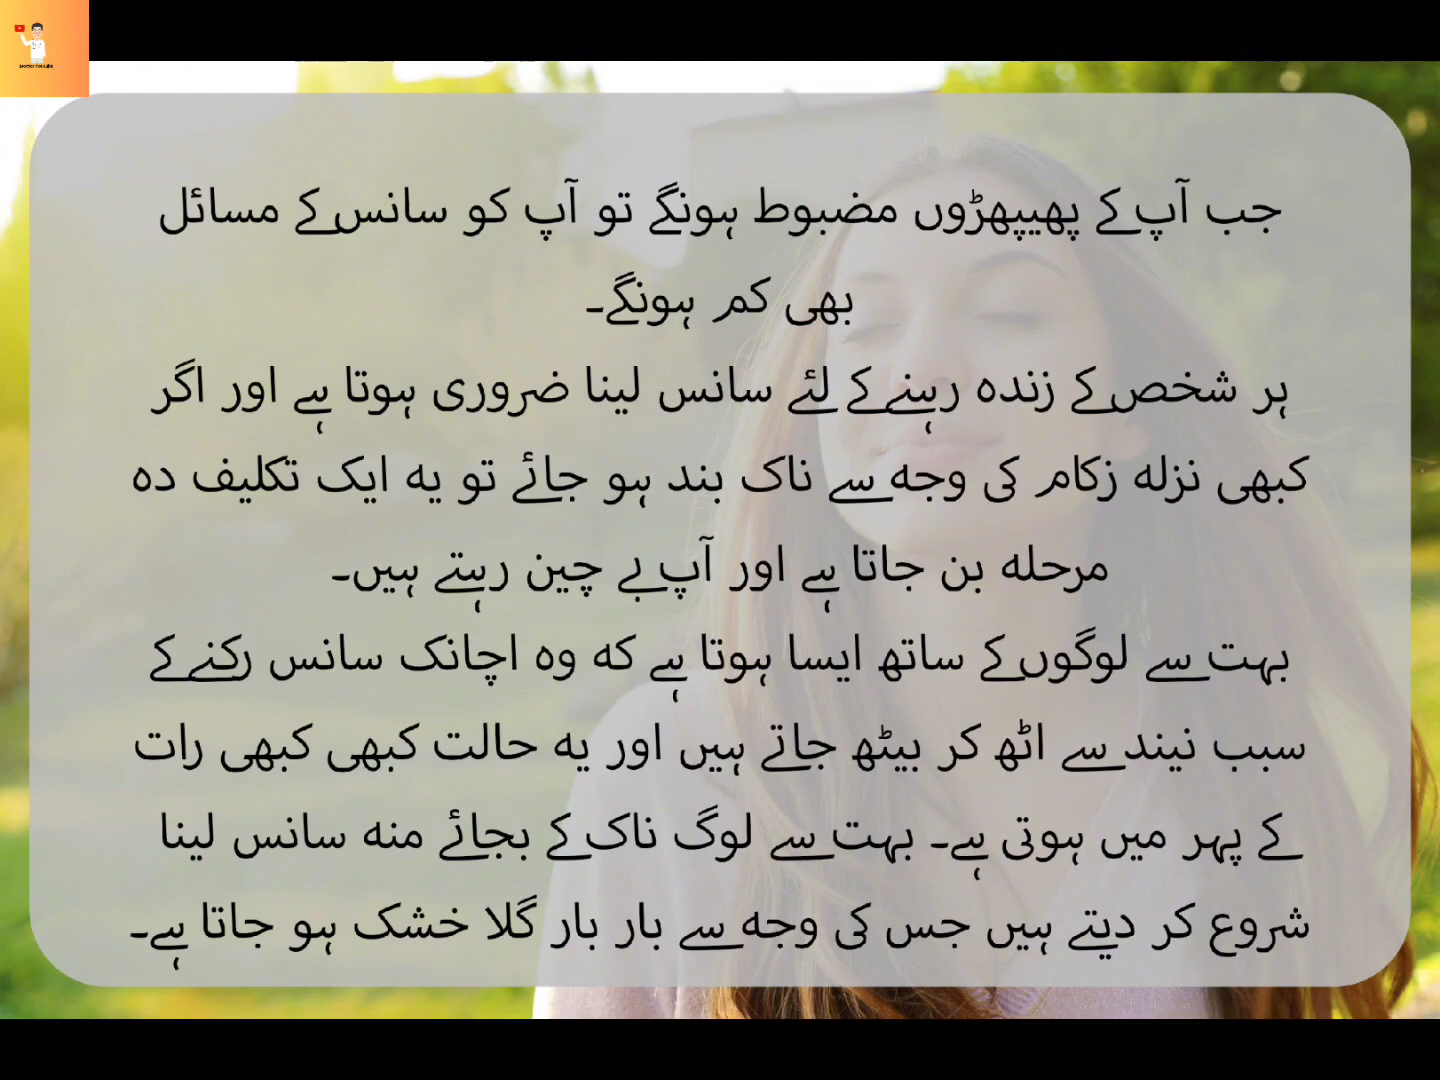 Doctor Youtube
جب آپ کے پھیپھڑوں مضبوط ہونگے تو آپ کو سانس کے مسائل
بھی کم ہونگے۔
ہر شخص کے زندہ رہنے کے لئے سانس لینا ضروری ہوتا ہے اور اگر
کبھی نزلہ زکام کی وجہ سے ناک بند ہو جائے تو یہ ایک تکلیف دہ
مرحلہ بن جاتا ہے اور آپ بے چین رہتے ہیں۔
بہت سے لوگوں کے ساتھ ایسا ہوتا ہے کہ وہ اچانک سانس رکنے کے
سبب نیند سے اٹھ کر بیٹھ جاتے ہیں اور یہ حالت کبھی کبھی رات
کے پہر میں ہوتی ہے۔ بہت سے لوگ ناک کے بجائے منہ سانس لینا
شروع کر دیتے ہیں جس کی وجہ سے بار بار گلا خشک ہو جاتا ہے۔